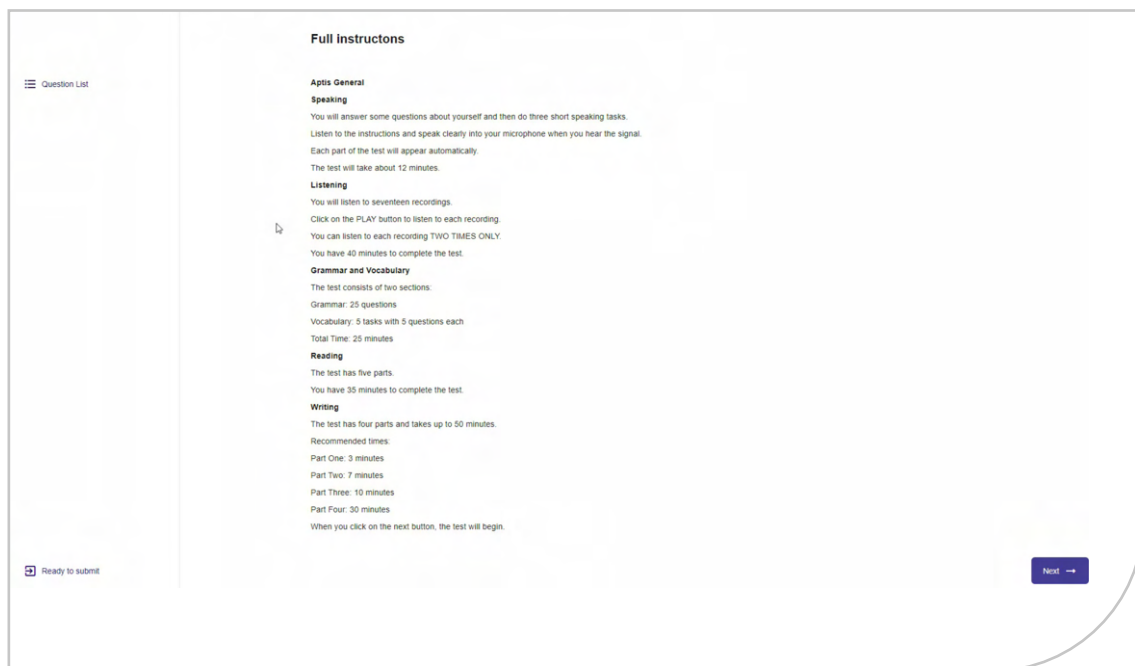 Full instructons
Question List
Aptis General
Speaking
You will answer some questions about yourself and then do three short speaking tasks.
Listen to the instructions and speak clearly into your microphone when you hear the signal.
Each part of the test will appear automatically.
The test will take about 12 minutes.
Listening
You will listen to seventeen recordings.
Click on the PLAY button to listen to each recording.
You can listen to each recording TWO TIMES ONLY.
You have 40 minutes to complete the test.
Grammar and Vocabulary
The test consists of two sections:
Grammar: 25 questions
Vocabulary: 5 tasks with 5 questions each
Total Time: 25 minutes
Reading
The test has five parts.
You have 35 minutes to complete the test.
Writing
The test has four parts and takes up to 50 minutes.
Recommended times:
Part One: 3 minutes
Part Two: 7 minutes
Part Three: 10 minutes
Part Four: 30 minutes
When you click on the next button, the test will begin.
Ready to submit
Next